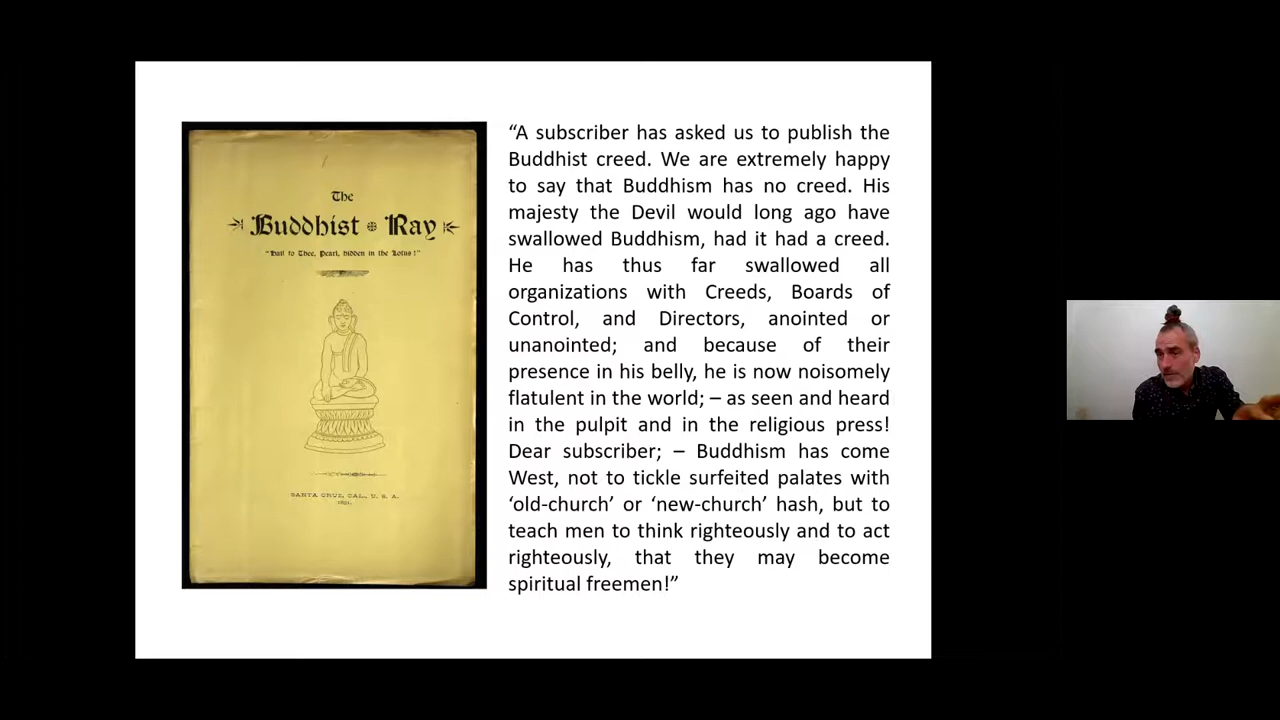 The
Buddhist Ray
"Hail to Thee, Pearl, hidden in the Lotus!"
SANTA CRUZ, CAL., U. S. A.
“A subscriber has asked us to publish the
Buddhist creed. We are extremely happy
to say that Buddhism has no creed. His
majesty the Devil would long ago have
swallowed Buddhism, had it had a creed.
He has thus far swallowed all
organizations with Creeds, Boards of
Control, and Directors, anointed or
unanointed; and because of their
presence in his belly, he is now noisomely
flatulent in the world; – as seen and heard
in the pulpit and in the religious press!
Dear subscriber; – Buddhism has come
West, not to tickle surfeited palates with
‘old-church’ or ‘new-church’ hash, but to
teach men to think righteously and to act
righteously, that they may become
spiritual freemen!”